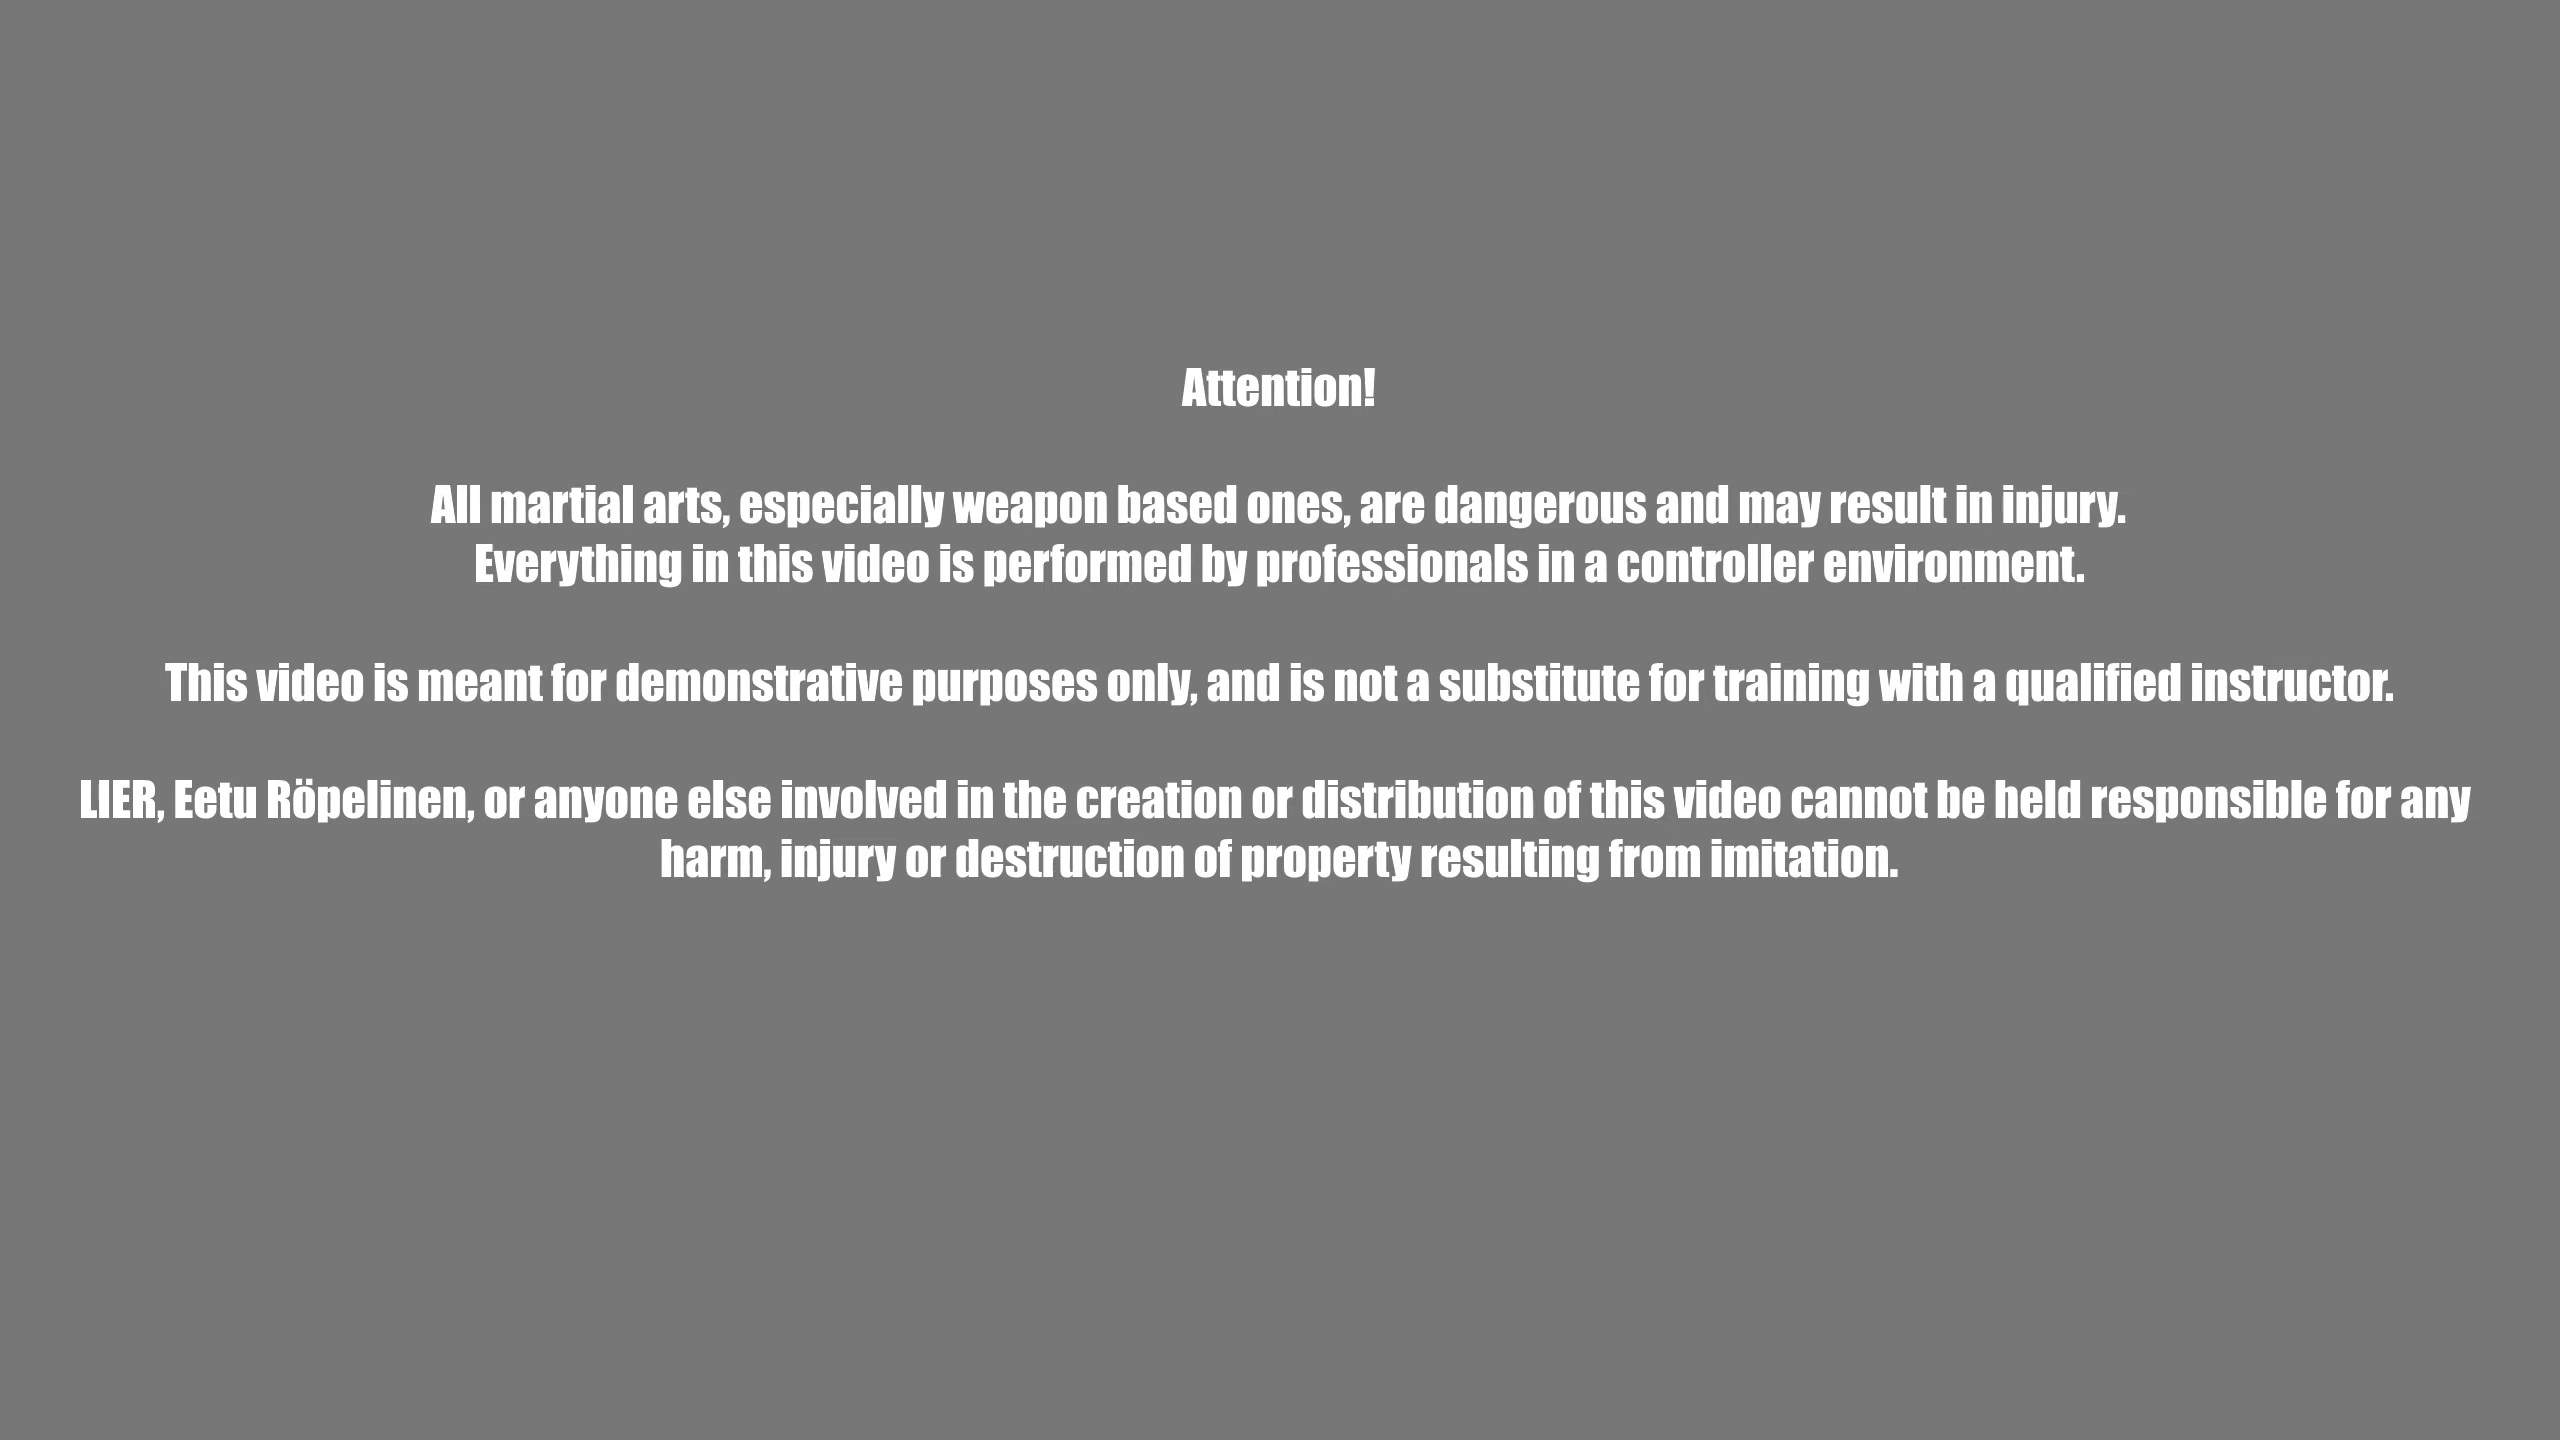 Attention!
All martial arts, especially weapon based ones, are dangerous and may result in injury.
Everything in this video is performed by professionals in a controller environment.
This video is meant for demonstrative purposes only, and is not a substitute for training with a qualified instructor.
LIER, Eetu Röpelinen, or anyone else involved in the creation or distribution of this video cannot be held responsible for any
harm, injury or destruction of property resulting from imitation.